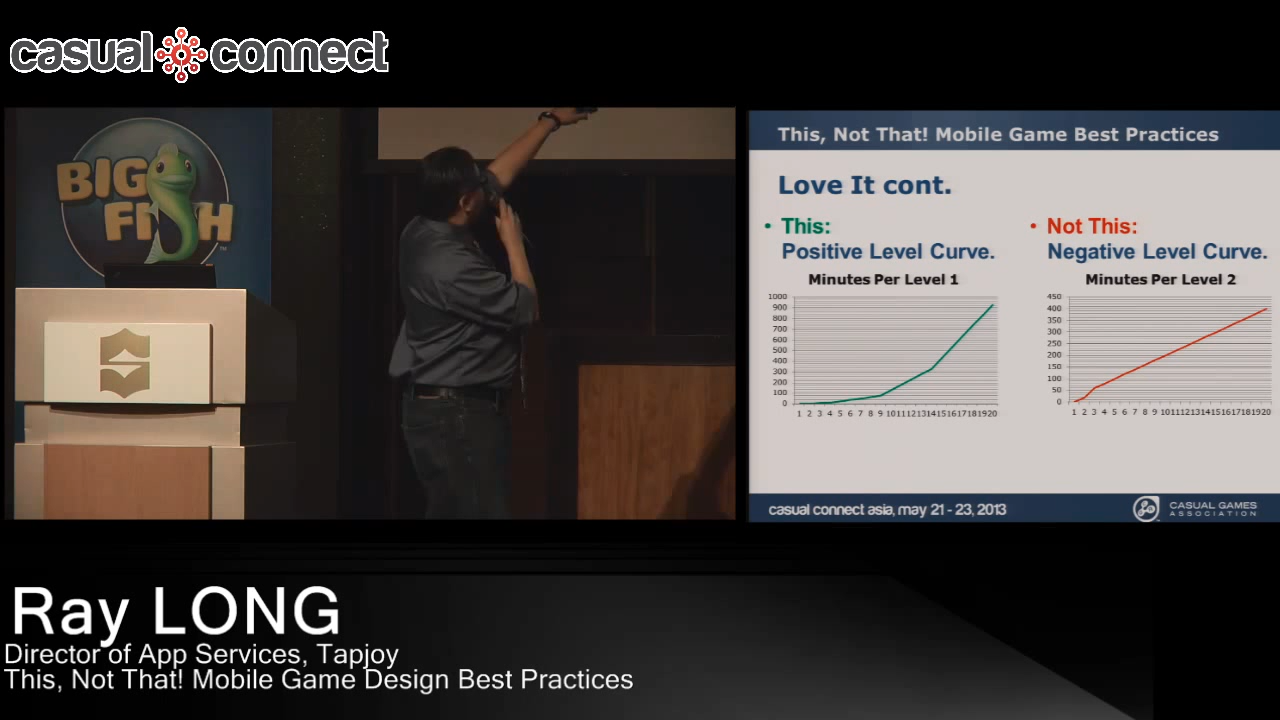 casual connect
BIG
FISH
This, Not That! Mobile Game Best Practices
Love It cont.
• This:
Positive Level Curve.
Minutes Per Level 1
1000
900
800
700
600
500
400
300
200
100
0
1 2 3 4 5 6 7 8 9 10 11 12 13 14 15 16 17 18 19 20
• Not This:
Negative Level Curve.
Minutes Per Level 2
450
400
350
300
250
200
150
100
50
0
1 2 3 4 5 6 7 8 9 10 11 12 13 14 15 16 17 18 19 20
casual connect asia, may 21 - 23, 2013
CASUAL GAMES
ASSOCIATION
Ray LONG
Director of App Services, Tapjoy
This, Not That! Mobile Game Design Best Practices